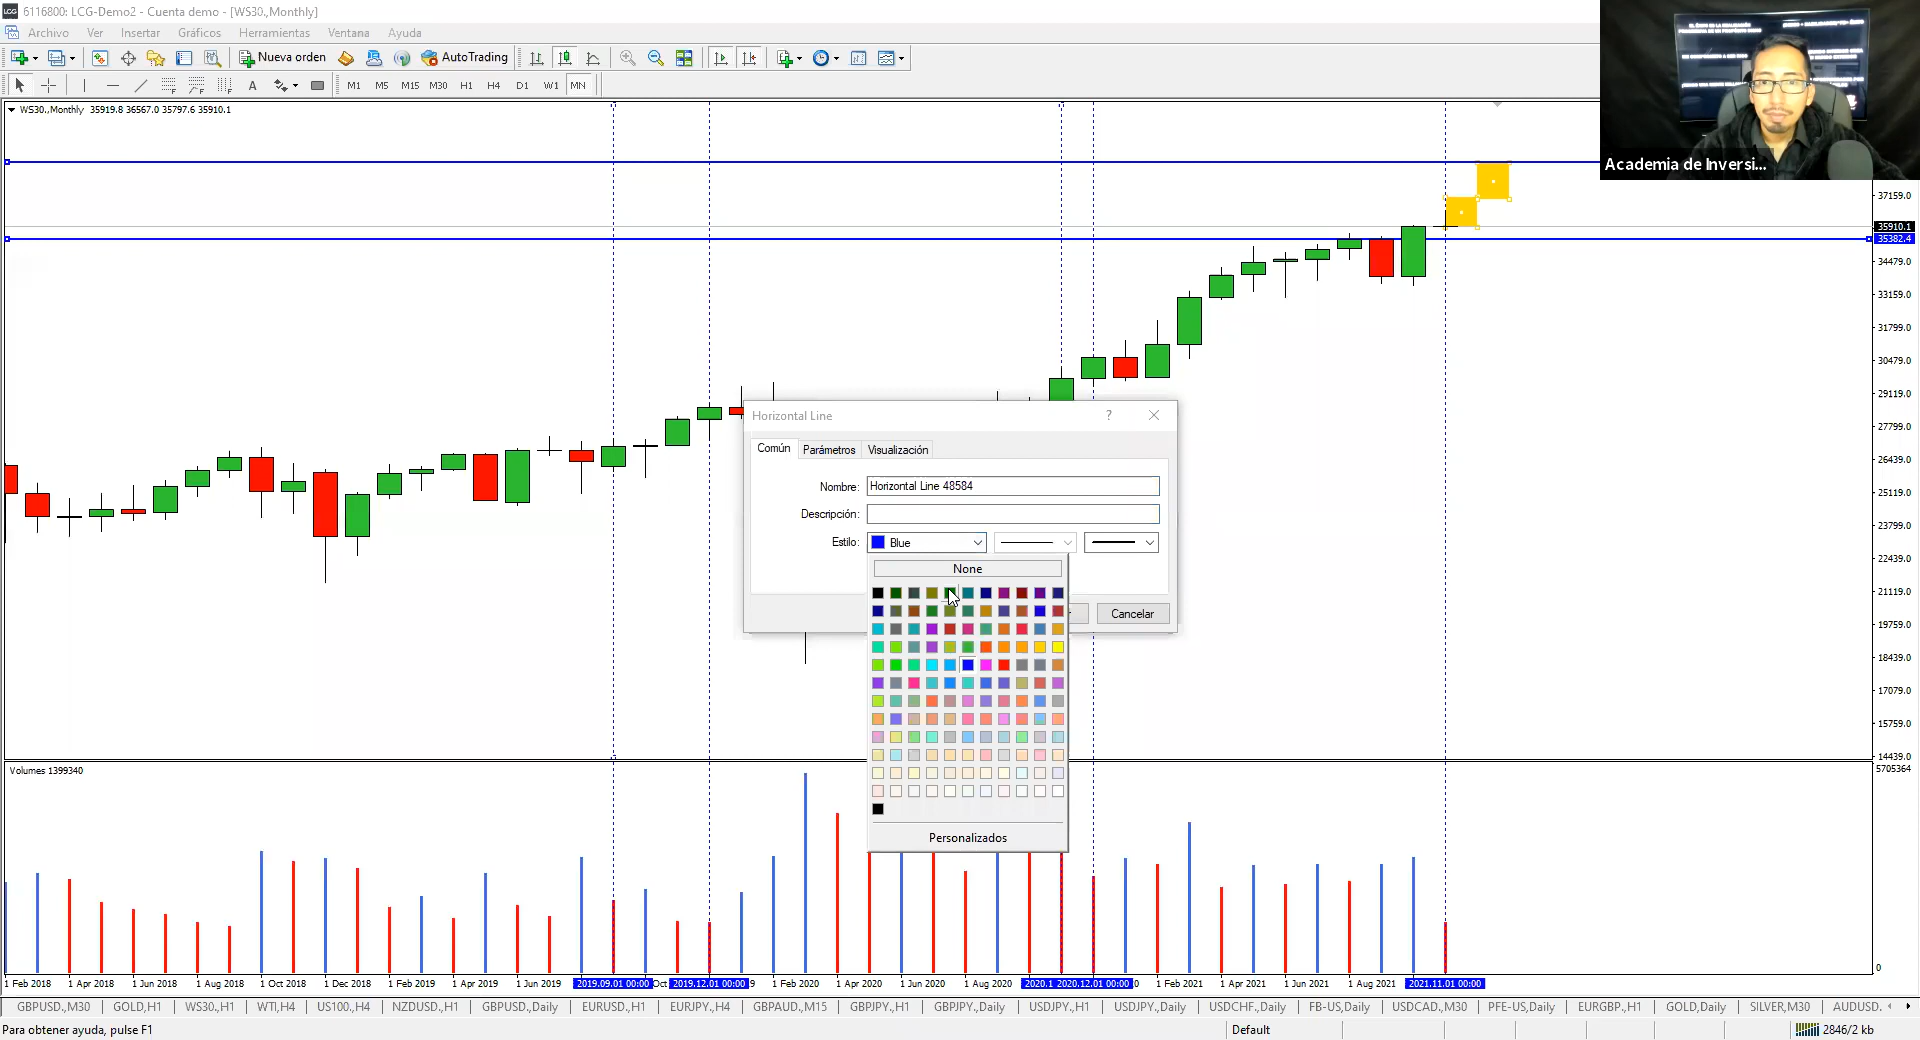 6116800: LCG-Demo2 - Cuenta demo - [WS30.,Monthly]
Archivo Ver Insertar Gráficos Herramientas Ventana Ayuda
Nueva orden AutoTrading
A M1 M5 M15 M30 H1 H4 D1 W1 MN
WS30.,Monthly 35919.8 36567.0 35797.6 35910.1
Academia de Inversi...
37159.0
35910.1
35382.4
34479.0
33159.0
31799.0
30479.0
29119.0
27799.0
26439.0
25119.0
23799.0
22439.0
21119.0
19759.0
18439.0
17079.0
15759.0
14439.0
Horizontal Line ?
Común Parámetros Visualización
Nombre: Horizontal Line 48584
Descripción:
Estilo: Blue
None
Cancelar
Personalizados
Volumes 1399340
5705364
0
1 Feb 2018 1 Apr 2018 1 Jun 2018 1 Aug 2018 1 Oct 2018 1 Dec 2018 1 Feb 2019 1 Apr 2019 1 Jun 2019 2019.09.01 00:00 Oct 2019.12.01 00:00 9 1 Feb 2020 1 Apr 2020 1 Jun 2020 1 Aug 2020 2020.1 2020.12.01 00:00 0 1 Feb 2021 1 Apr 2021 1 Jun 2021 1 Aug 2021 2021.11.01 00:00
GBPUSD.,M30 GOLD,H1 WS30.,H1 WTI,H4 US100.,H4 NZDUSD.,H1 GBPUSD.,Daily EURUSD.,H1 EURJPY.,H4 GBPAUD.,M15 GBPJPY.,H1 GBPJPY.,Daily USDJPY.,H1 USDJPY.,Daily USDCHF.,Daily FB-US,Daily USDCAD.,M30 PFE-US,Daily EURGBP.,H1 GOLD,Daily SILVER,M30 AUDUSD.
Para obtener ayuda, pulse F1 Default 2846/2 kb